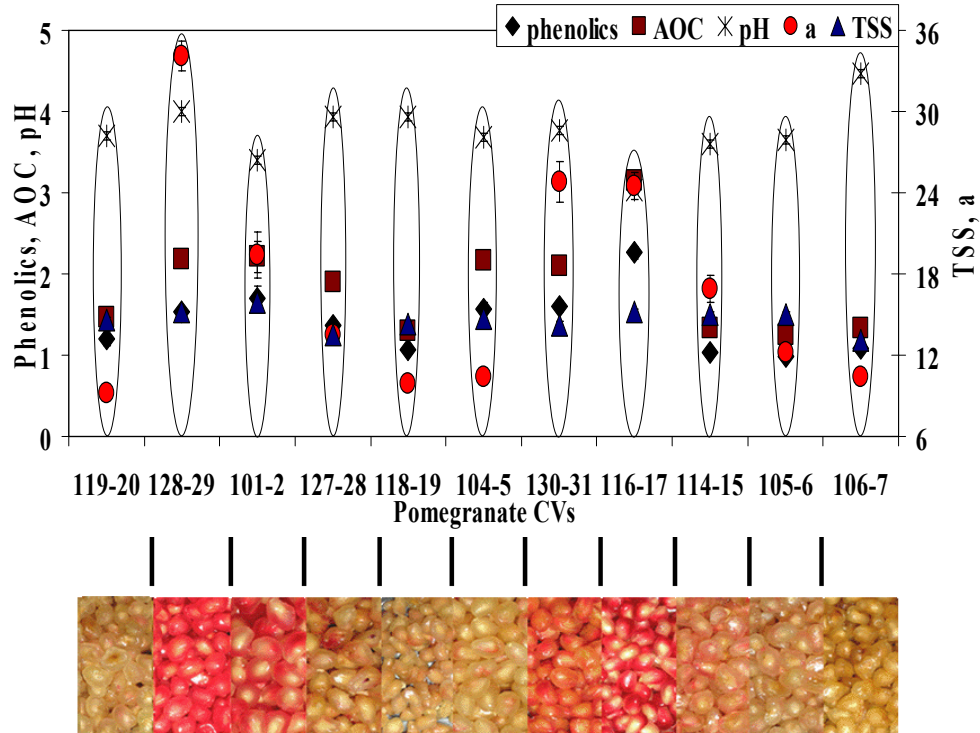 phenolics AOC pH a TSS
Phenolics, AOC, pH
5
4
3
2
1
0
36
30
24
18
12
6
TSS, a
119-20 128-29 101-2 127-28 118-19 104-5 130-31 116-17 114-15 105-6 106-7
Pomegranate CVs